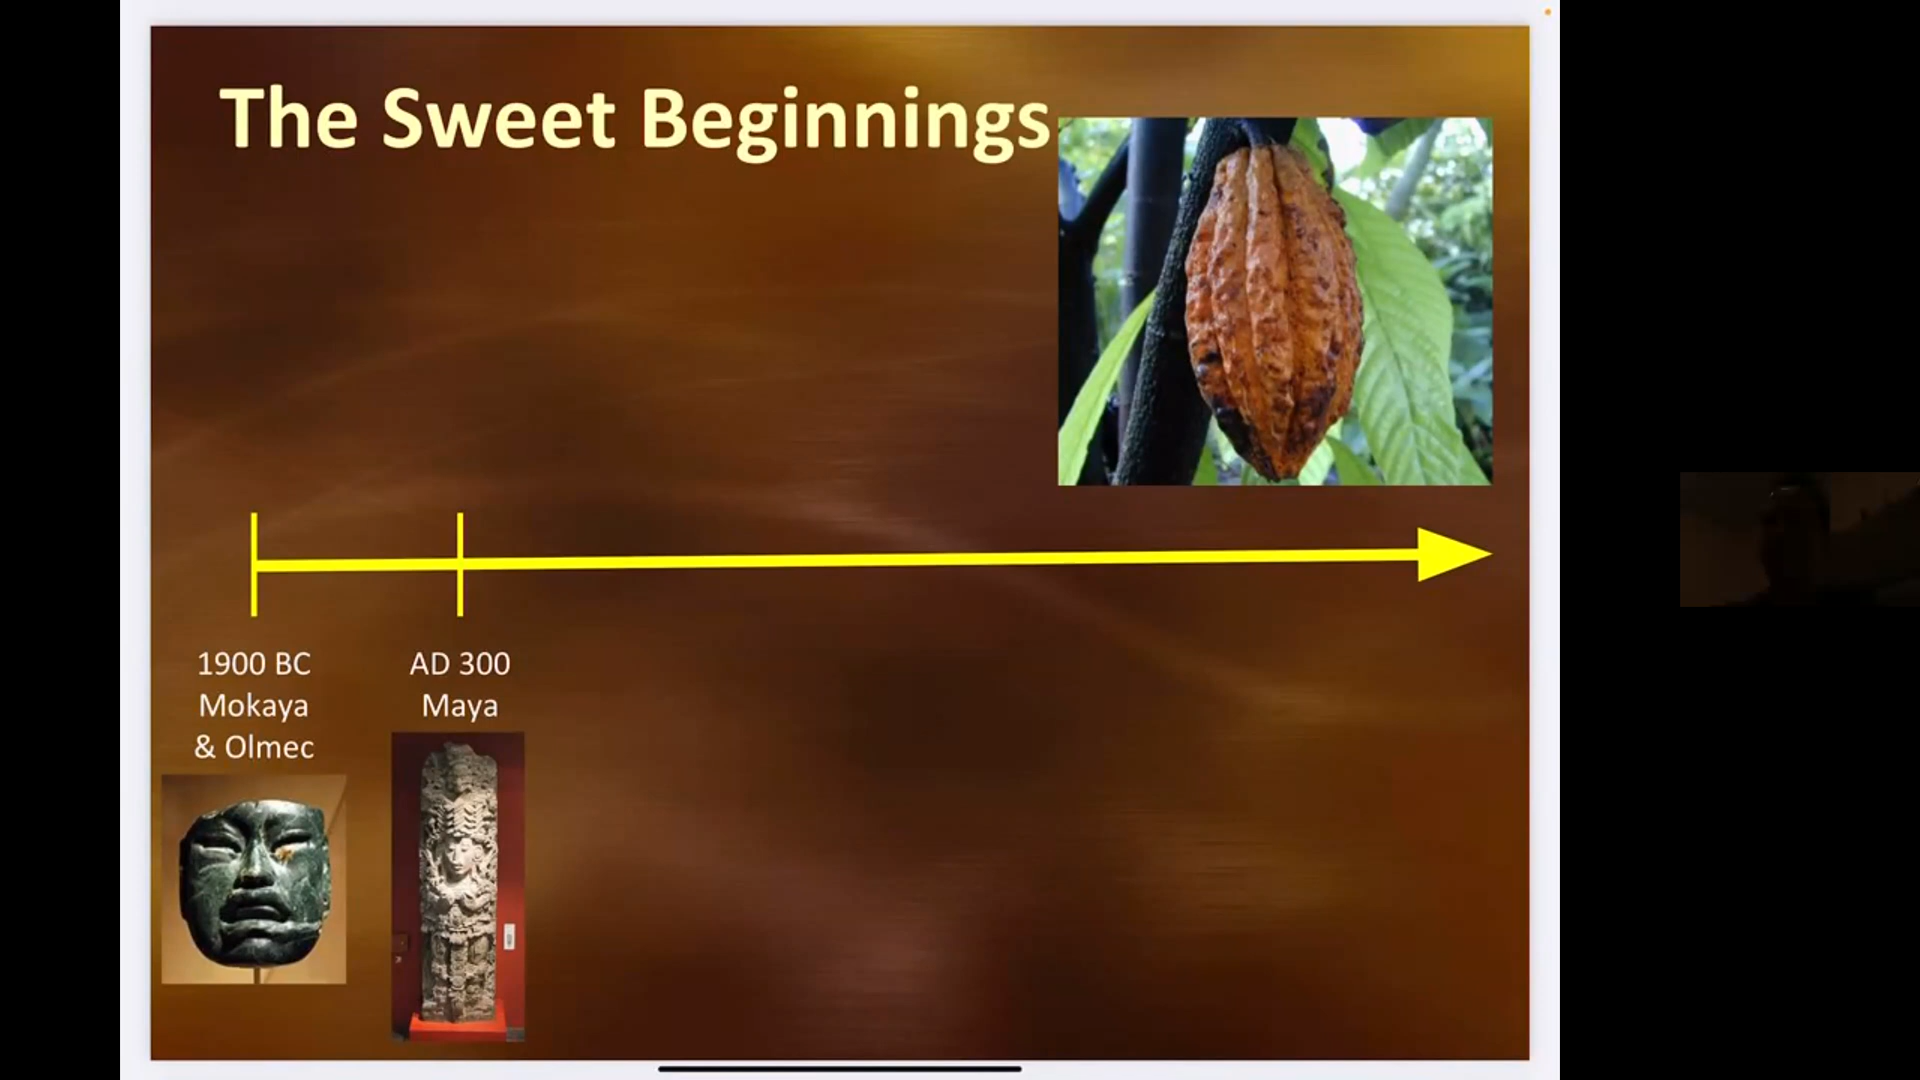 The Sweet Beginnings
1900 BC
Mokaya
& Olmec
AD 300
Maya